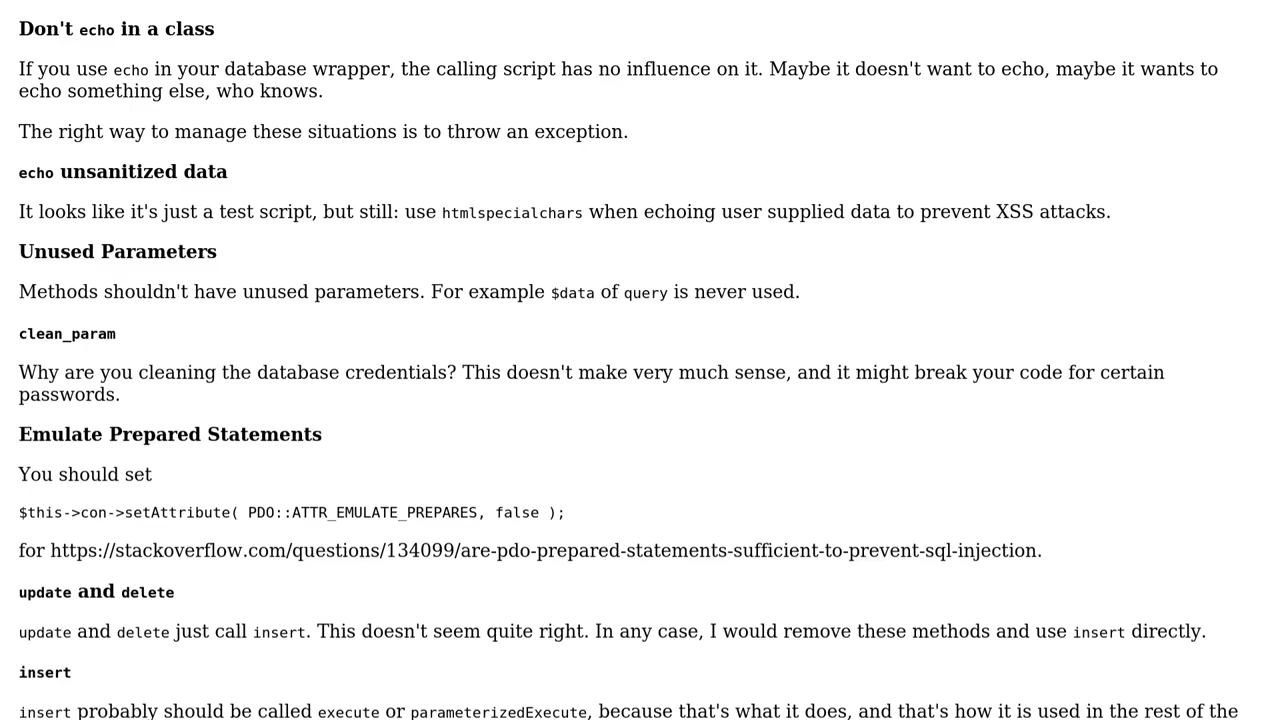 Don't echo in a class
If you use echo in your database wrapper, the calling script has no influence on it. Maybe it doesn't want to echo, maybe it wants to
echo something else, who knows.
The right way to manage these situations is to throw an exception.
echo unsanitized data
It looks like it's just a test script, but still: use htmlspecialchars when echoing user supplied data to prevent XSS attacks.
Unused Parameters
Methods shouldn't have unused parameters. For example $data of query is never used.
clean_param
Why are you cleaning the database credentials? This doesn't make very much sense, and it might break your code for certain
passwords.
Emulate Prepared Statements
You should set
$this->con->setAttribute( PDO::ATTR_EMULATE_PREPARES, false );
for https://stackoverflow.com/questions/134099/are-pdo-prepared-statements-sufficient-to-prevent-sql-injection.
update and delete
update and delete just call insert. This doesn't seem quite right. In any case, I would remove these methods and use insert directly.
insert
insert probably should be called execute or parameterizedExecute, because that's what it does, and that's how it is used in the rest of the